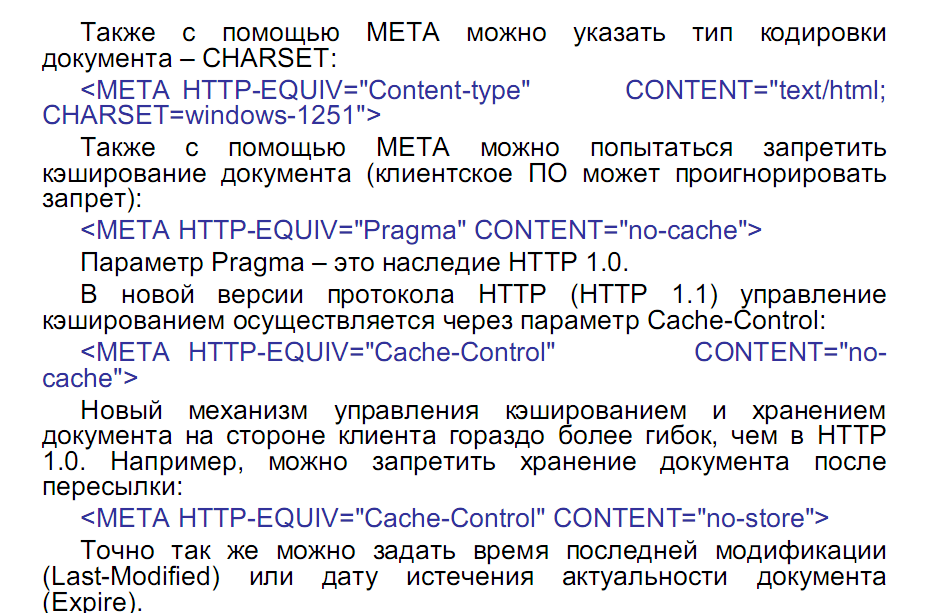 Также с помощью META можно указать тип кодировки
документа – CHARSET:
<META HTTP-EQUIV="Content-type" CONTENT="text/html;
CHARSET=windows-1251">
Также с помощью META можно попытаться запретить
кэширование документа (клиентское ПО может проигнорировать
запрет):
<META HTTP-EQUIV="Pragma" CONTENT="no-cache">
Параметр Pragma – это наследие HTTP 1.0.
В новой версии протокола HTTP (HTTP 1.1) управление
кэшированием осуществляется через параметр Cache-Control:
<META HTTP-EQUIV="Cache-Control" CONTENT="no-
cache">
Новый механизм управления кэшированием и хранением
документа на стороне клиента гораздо более гибок, чем в HTTP
1.0. Например, можно запретить хранение документа после
пересылки:
<META HTTP-EQUIV="Cache-Control" CONTENT="no-store">
Точно так же можно задать время последней модификации
(Last-Modified) или дату истечения актуальности документа
(Expire).